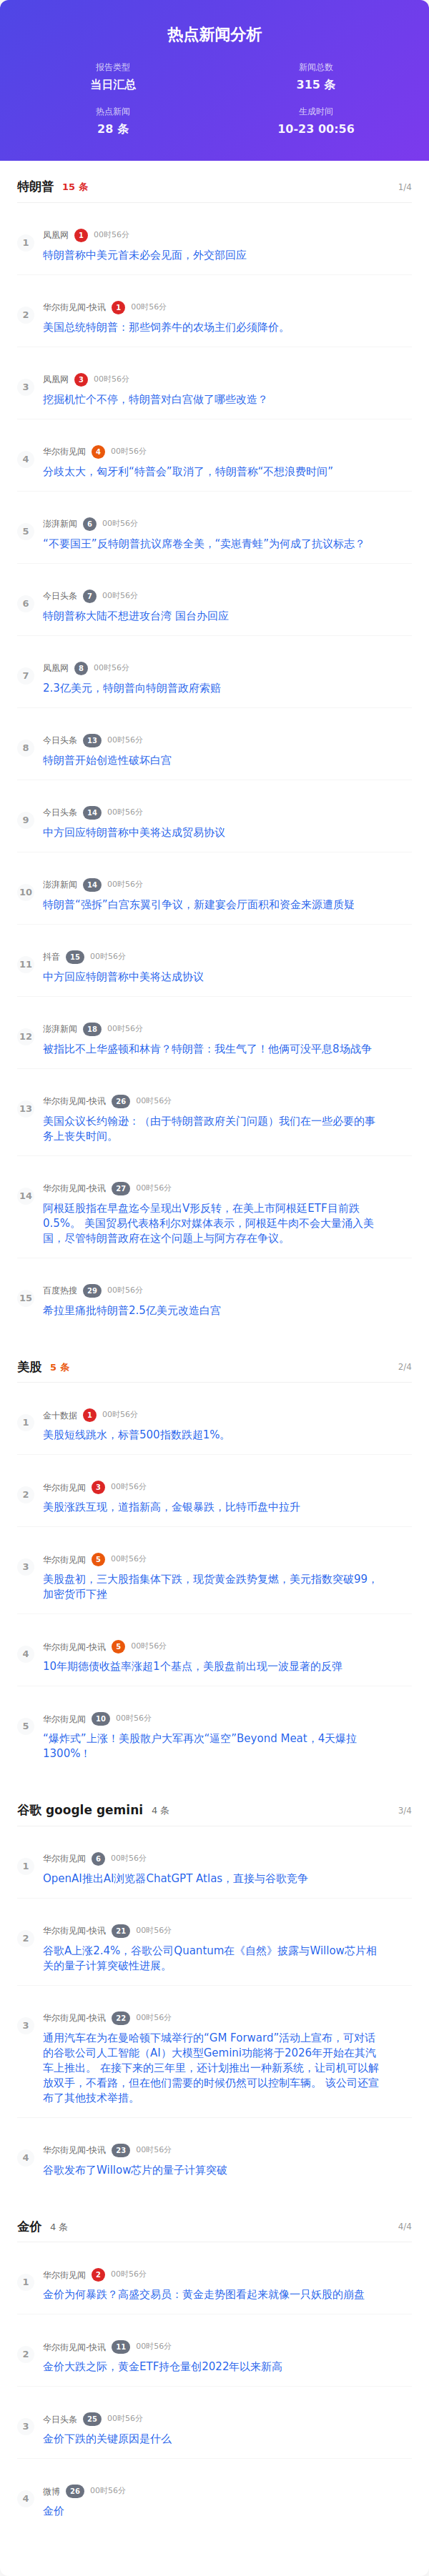 热点新闻分析
报告类型
当日汇总
新闻总数
315 条
热点新闻
28 条
生成时间
10-23 00:56
特朗普 15 条 1/4
1 凤凰网 1 00时56分
特朗普称中美元首未必会见面，外交部回应
2 华尔街见闻-快讯 1 00时56分
美国总统特朗普：那些饲养牛的农场主们必须降价。
3 凤凰网 3 00时56分
挖掘机忙个不停，特朗普对白宫做了哪些改造？
4 华尔街见闻 4 00时56分
分歧太大，匈牙利“特普会”取消了，特朗普称“不想浪费时间”
5 澎湃新闻 6 00时56分
“不要国王”反特朗普抗议席卷全美，“卖崽青蛙”为何成了抗议标志？
6 今日头条 7 00时56分
特朗普称大陆不想进攻台湾 国台办回应
7 凤凰网 8 00时56分
2.3亿美元，特朗普向特朗普政府索赔
8 今日头条 13 00时56分
特朗普开始创造性破坏白宫
9 今日头条 14 00时56分
中方回应特朗普称中美将达成贸易协议
10 澎湃新闻 14 00时56分
特朗普“强拆”白宫东翼引争议，新建宴会厅面积和资金来源遭质疑
11 抖音 15 00时56分
中方回应特朗普称中美将达成协议
12 澎湃新闻 18 00时56分
被指比不上华盛顿和林肯？特朗普：我生气了！他俩可没平息8场战争
13 华尔街见闻-快讯 26 00时56分
美国众议长约翰逊：（由于特朗普政府关门问题）我们在一些必要的事
务上丧失时间。
14 华尔街见闻-快讯 27 00时56分
阿根廷股指在早盘迄今呈现出V形反转，在美上市阿根廷ETF目前跌
0.5%。 美国贸易代表格利尔对媒体表示，阿根廷牛肉不会大量涌入美
国，尽管特朗普政府在这个问题上与阿方存在争议。
15 百度热搜 29 00时56分
希拉里痛批特朗普2.5亿美元改造白宫
美股 5 条 2/4
1 金十数据 1 00时56分
美股短线跳水，标普500指数跌超1%。
2 华尔街见闻 3 00时56分
美股涨跌互现，道指新高，金银暴跌，比特币盘中拉升
3 华尔街见闻 5 00时56分
美股盘初，三大股指集体下跌，现货黄金跌势复燃，美元指数突破99，
加密货币下挫
4 华尔街见闻-快讯 5 00时56分
10年期德债收益率涨超1个基点，美股盘前出现一波显著的反弹
5 华尔街见闻 10 00时56分
“爆炸式”上涨！美股散户大军再次“逼空”Beyond Meat，4天爆拉
1300%！
谷歌 google gemini 4 条 3/4
1 华尔街见闻 6 00时56分
OpenAI推出AI浏览器ChatGPT Atlas，直接与谷歌竞争
2 华尔街见闻-快讯 21 00时56分
谷歌A上涨2.4%，谷歌公司Quantum在《自然》披露与Willow芯片相
关的量子计算突破性进展。
3 华尔街见闻-快讯 22 00时56分
通用汽车在为在曼哈顿下城举行的“GM Forward”活动上宣布，可对话
的谷歌公司人工智能（AI）大模型Gemini功能将于2026年开始在其汽
车上推出。 在接下来的三年里，还计划推出一种新系统，让司机可以解
放双手，不看路，但在他们需要的时候仍然可以控制车辆。 该公司还宣
布了其他技术举措。
4 华尔街见闻-快讯 23 00时56分
谷歌发布了Willow芯片的量子计算突破
金价 4 条 4/4
1 华尔街见闻 2 00时56分
金价为何暴跌？高盛交易员：黄金走势图看起来就像一只妖股的崩盘
2 华尔街见闻-快讯 11 00时56分
金价大跌之际，黄金ETF持仓量创2022年以来新高
3 今日头条 25 00时56分
金价下跌的关键原因是什么
4 微博 26 00时56分
金价